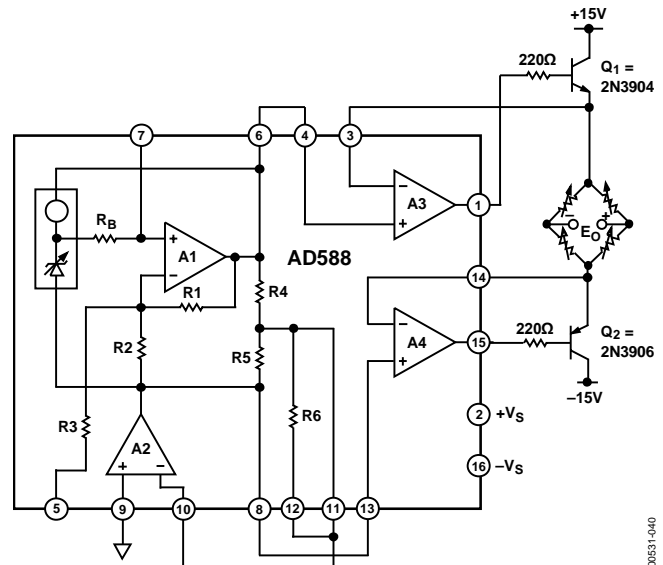 +15V
220Ω
Q1 =
2N3904
7
6
4
3
RB
A1
A3
1
AD588
R1
R4
– EO +
14
R2
R5
A4
15
220Ω
Q2 =
2N3906
R3
R6
–15V
A2
2 +VS
16 –VS
5
9
10
8
12
11
13
00531-040